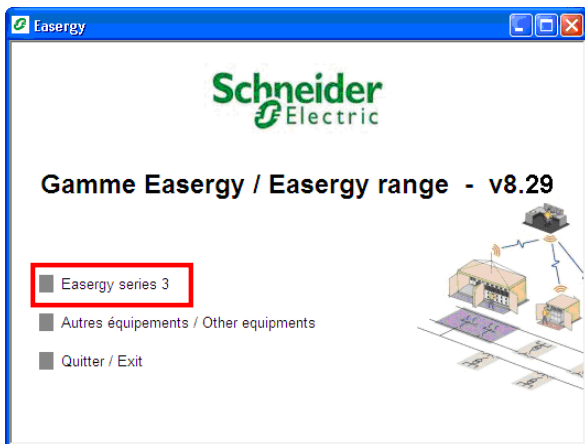 Easergy
Schneider
Electric
Gamme Easergy / Easergy range - v8.29
Easergy series 3
Autres équipements / Other equipments
Quitter / Exit